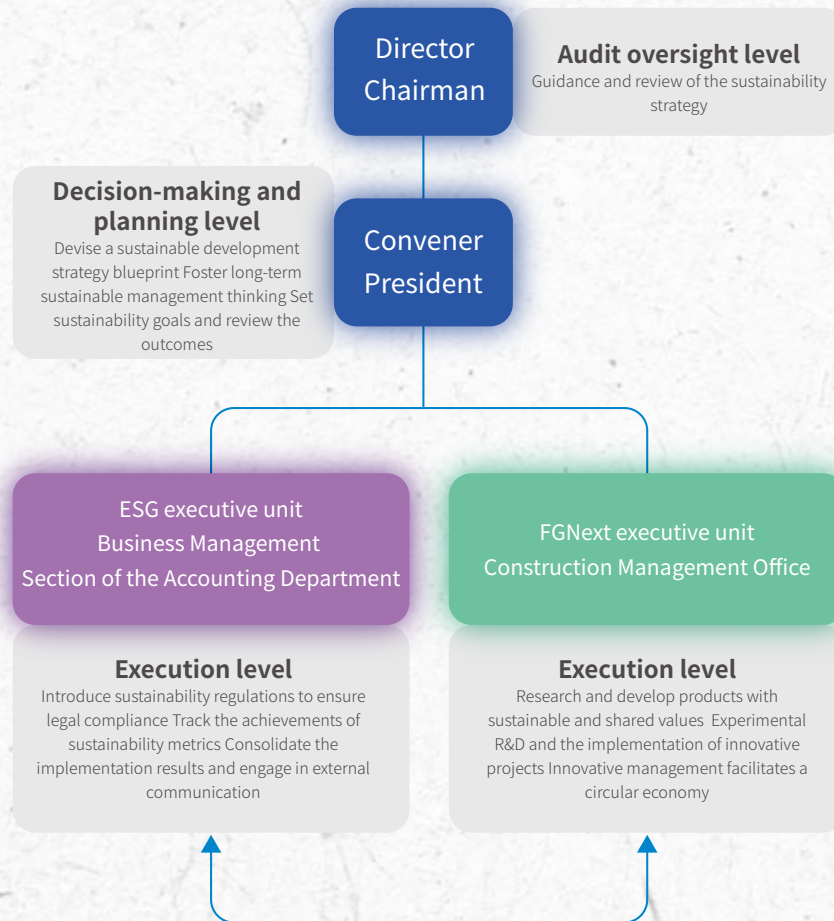 Director
Chairman
Audit oversight level
Guidance and review of the sustainability
strategy
Decision-making and
planning level
Devise a sustainable development
strategy blueprint Foster long-term
sustainable management thinking Set
sustainability goals and review the
outcomes
Convener
President
ESG executive unit
Business Management
Section of the Accounting Department
FGNext executive unit
Construction Management Office
Execution level
Introduce sustainability regulations to ensure
legal compliance Track the achievements of
sustainability metrics Consolidate the
implementation results and engage in external
communication
Execution level
Research and develop products with
sustainable and shared values  Experimental
R&D and the implementation of innovative
projects Innovative management facilitates a
circular economy